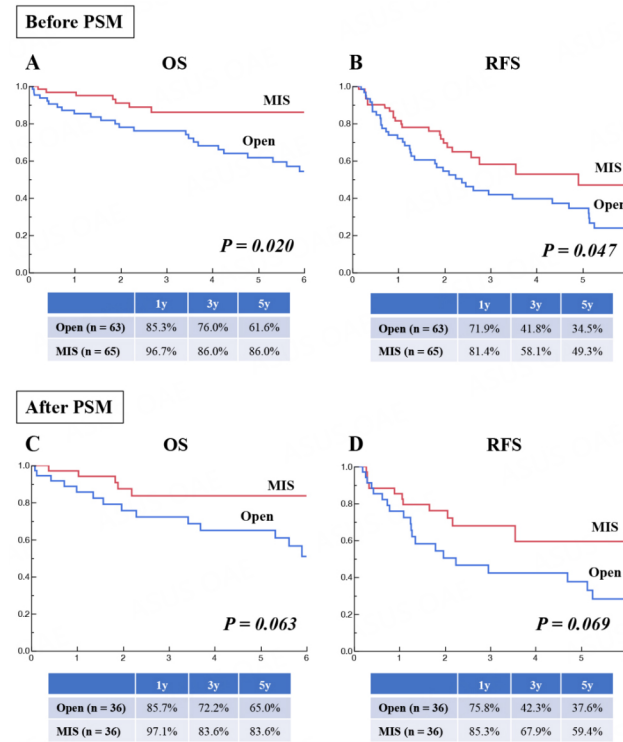 Before PSM
A OS
1.0
0.8
0.6
0.4
0.2
0.0
MIS
Open
P = 0.020
0 1 2 3 4 5 6
1y 3y 5y
Open (n = 63) 85.3% 76.0% 61.6%
MIS (n = 65) 96.7% 86.0% 86.0%
B RFS
1.0
0.8
0.6
0.4
0.2
0.0
MIS
Open
P = 0.047
0 1 2 3 4 5
1y 3y 5y
Open (n = 63) 71.9% 41.8% 34.5%
MIS (n = 65) 81.4% 58.1% 49.3%
After PSM
C OS
1.0
0.8
0.6
0.4
0.2
0.0
MIS
Open
P = 0.063
0 1 2 3 4 5 6
1y 3y 5y
Open (n = 36) 85.7% 72.2% 65.0%
MIS (n = 36) 97.1% 83.6% 83.6%
D RFS
1.0
0.8
0.6
0.4
0.2
0.0
MIS
Open
P = 0.069
0 1 2 3 4 5
1y 3y 5y
Open (n = 36) 75.8% 42.3% 37.6%
MIS (n = 36) 85.3% 67.9% 59.4%